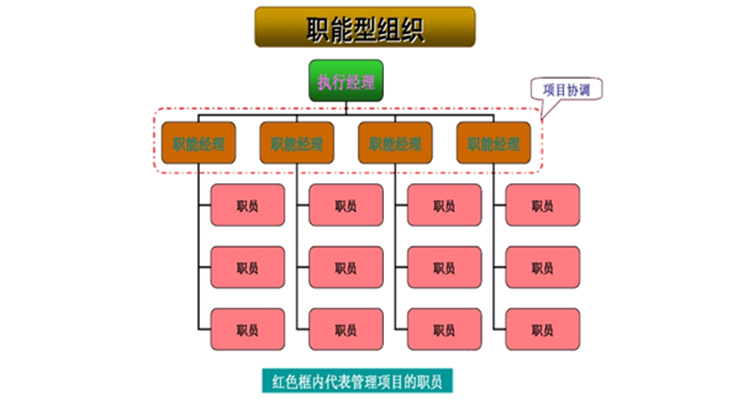 职能型组织
执行经理
项目协调
职能经理 职能经理 职能经理 职能经理
职员 职员 职员 职员
职员 职员 职员 职员
职员 职员 职员 职员
红色框内代表管理项目的职员